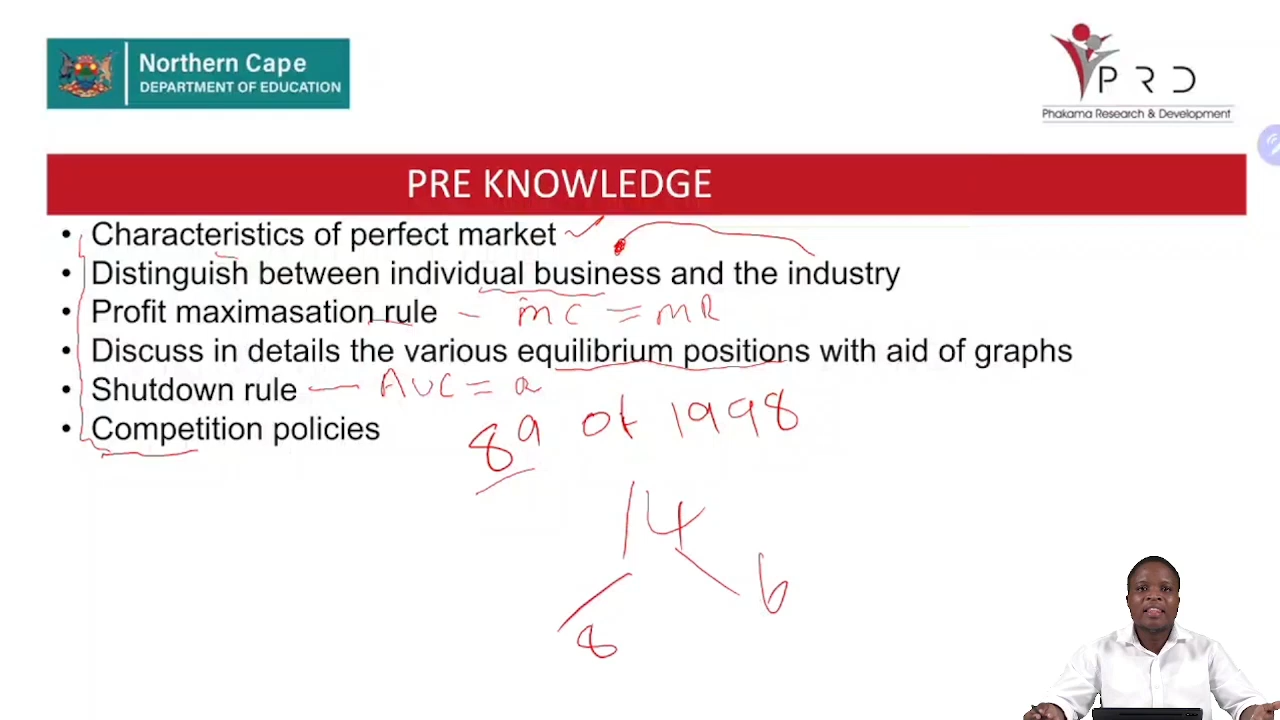 Northern Cape
DEPARTMENT OF EDUCATION
PRD
Phakama Research & Development
PRE KNOWLEDGE
• Characteristics of perfect market
• Distinguish between individual business and the industry
• Profit maximasation rule - MC = MR
• Discuss in details the various equilibrium positions with aid of graphs
• Shutdown rule — AVC =
• Competition policies
89 of 1998
14
8 6